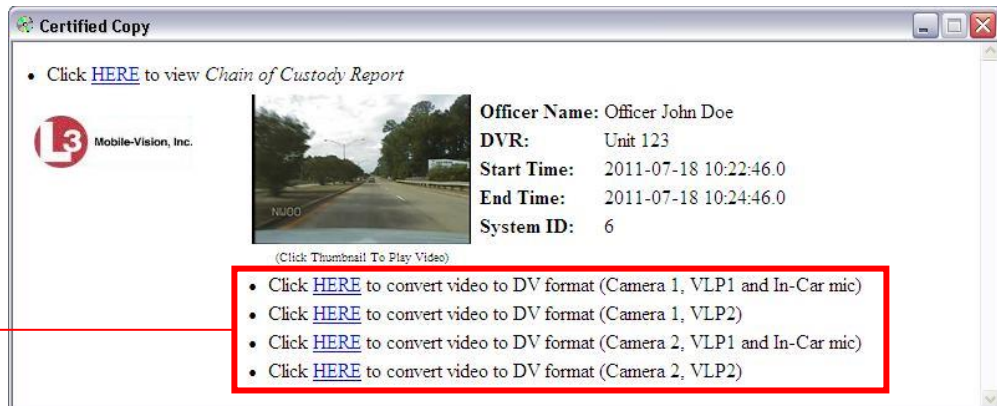 Certified Copy
• Click HERE to view Chain of Custody Report
L3 Mobile-Vision, Inc.
NW00
(Click Thumbnail To Play Video)
Officer Name: Officer John Doe
DVR: Unit 123
Start Time: 2011-07-18 10:22:46.0
End Time: 2011-07-18 10:24:46.0
System ID: 6
• Click HERE to convert video to DV format (Camera 1, VLP1 and In-Car mic)
• Click HERE to convert video to DV format (Camera 1, VLP2)
• Click HERE to convert video to DV format (Camera 2, VLP1 and In-Car mic)
• Click HERE to convert video to DV format (Camera 2, VLP2)